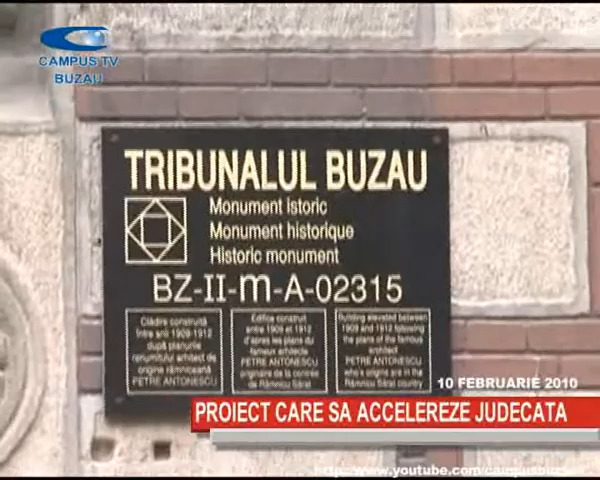 CAMPUS TV
BUZAU
TRIBUNALUL BUZAU
Monument istoric
Monument historique
Historic monument
BZ-II-m-A-02315
Clădire construită
între anii 1909-1912
după planurile
renumitului arhitect de
origine râmniceană
PETRE ANTONESCU
Edifice construit
entre 1909 et 1912
d'après les plans du
fameux architecte
PETRE ANTONESCU
originaire de la contrée
de Râmnicu Sărat
Building elevated between
1909 and 1912 following
the plans of the famous
architect
PETRE ANTONESCU
who's origins are in the
Râmnicu Sărat country
10 FEBRUARIE 2010
PROIECT CARE SA ACCELEREZE JUDECATA
http://www.youtube.com/campusbuzau